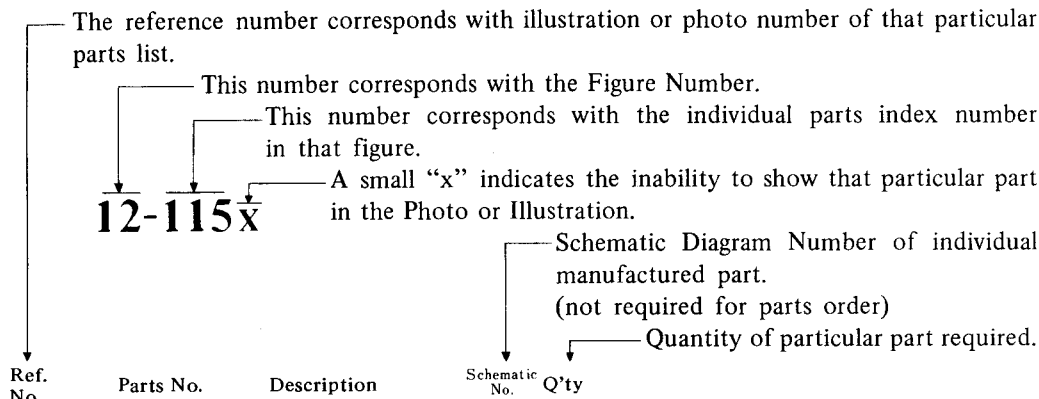 The reference number corresponds with illustration or photo number of that particular
parts list.
This number corresponds with the Figure Number.
This number corresponds with the individual parts index number
in that figure.
A small “x” indicates the inability to show that particular part
in the Photo or Illustration.
12-115x
Schematic Diagram Number of individual
manufactured part.
(not required for parts order)
Quantity of particular part required.
Ref.
No.
Parts No.
Description
Schematic
No.
Q'ty